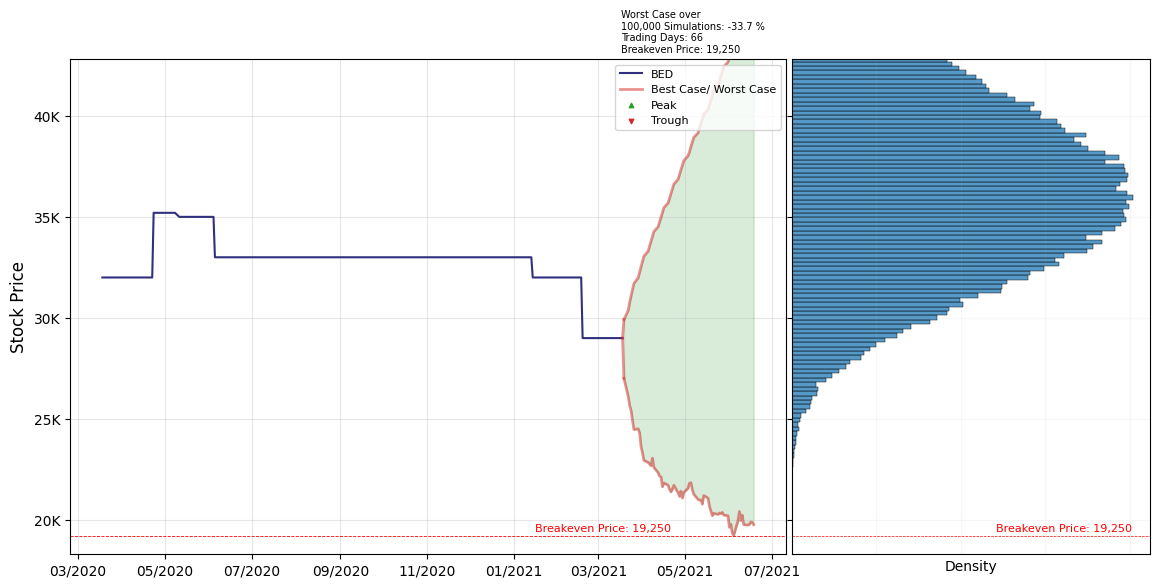 Worst Case over
100,000 Simulations: -33.7 %
Trading Days: 66
Breakeven Price: 19,250
BED
Best Case/ Worst Case
Peak
Trough
Stock Price
40K
35K
30K
25K
20K
Breakeven Price: 19,250
Breakeven Price: 19,250
03/2020 05/2020 07/2020 09/2020 11/2020 01/2021 03/2021 05/2021 07/2021
Density